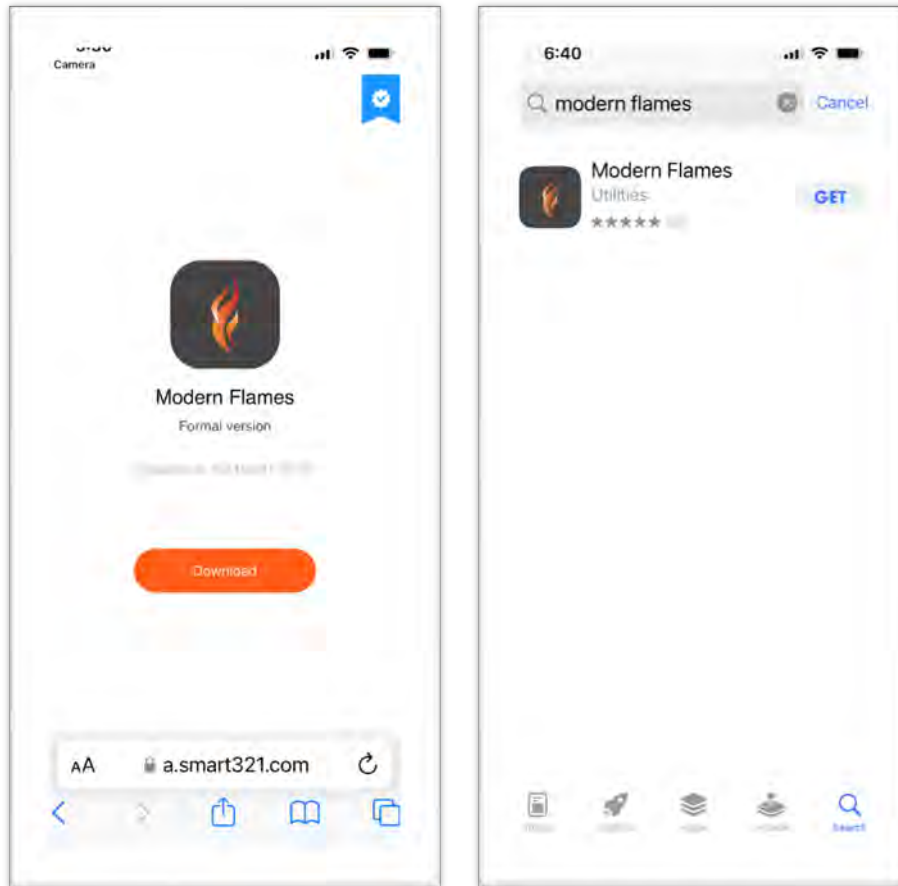 Camera
Modern Flames
Formal version
Download
AA
a.smart321.com
6:40
modern flames
Cancel
Modern Flames
Utilities
GET
Search